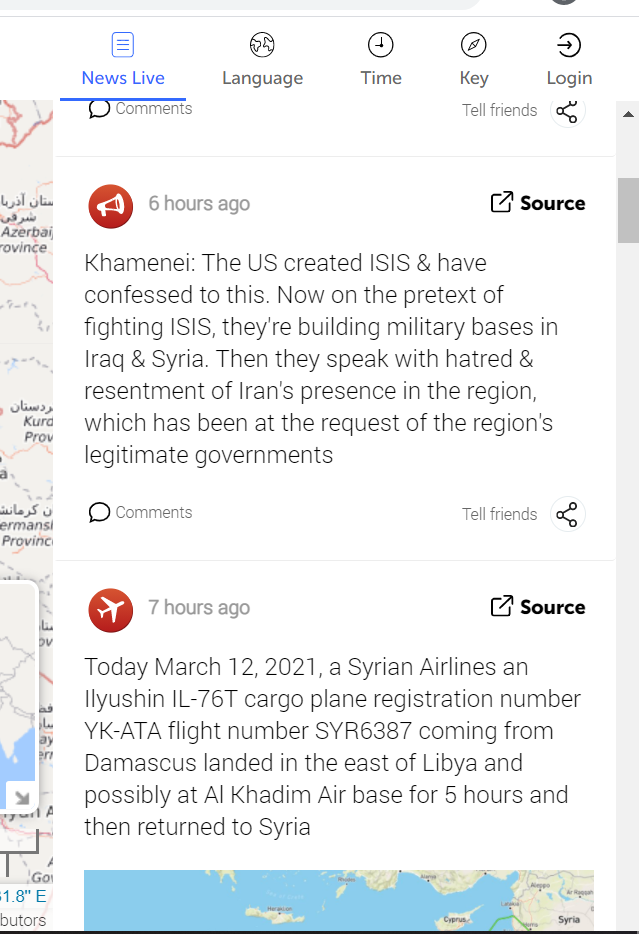 News Live
Language
Time
Key
Login
Comments
Tell friends
6 hours ago
Source
Khamenei: The US created ISIS & have
confessed to this. Now on the pretext of
fighting ISIS, they're building military bases in
Iraq & Syria. Then they speak with hatred &
resentment of Iran's presence in the region,
which has been at the request of the region's
legitimate governments
Comments
Tell friends
7 hours ago
Source
Today March 12, 2021, a Syrian Airlines an
Ilyushin IL-76T cargo plane registration number
YK-ATA flight number SYR6387 coming from
Damascus landed in the east of Libya and
possibly at Al Khadim Air base for 5 hours and
then returned to Syria
Aleppo
Cyprus
Syria
شرقی
Azerbai
rovince
Kurd
Prov
ermansh
Provinc
31.8" E
butors